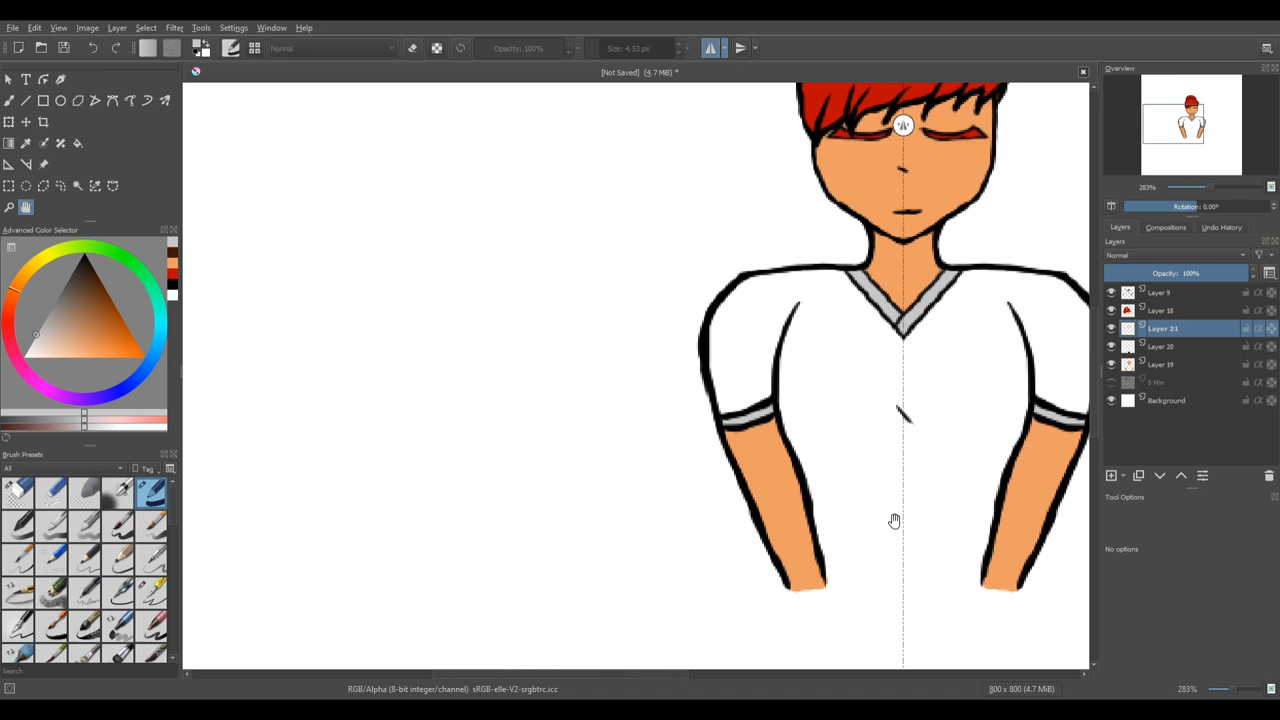 File Edit View Image Layer Select Filter Tools Settings Window Help
Normal Opacity: 100% Size: 4.53 px
[Not Saved] (4.7 MiB) *
Overview
283%
Rotation: 0.00°
Layers Compositions Undo History
Layers
Normal
Opacity: 100%
Layer 9
Layer 18
Layer 21
Layer 20
Layer 19
Background
Tool Options
No options
Advanced Color Selector
Brush Presets
All Tag
Search
RGB/Alpha (8-bit integer/channel) sRGB-elle-V2-srgbtrc.icc
800 x 800 (4.7 MiB)
283%